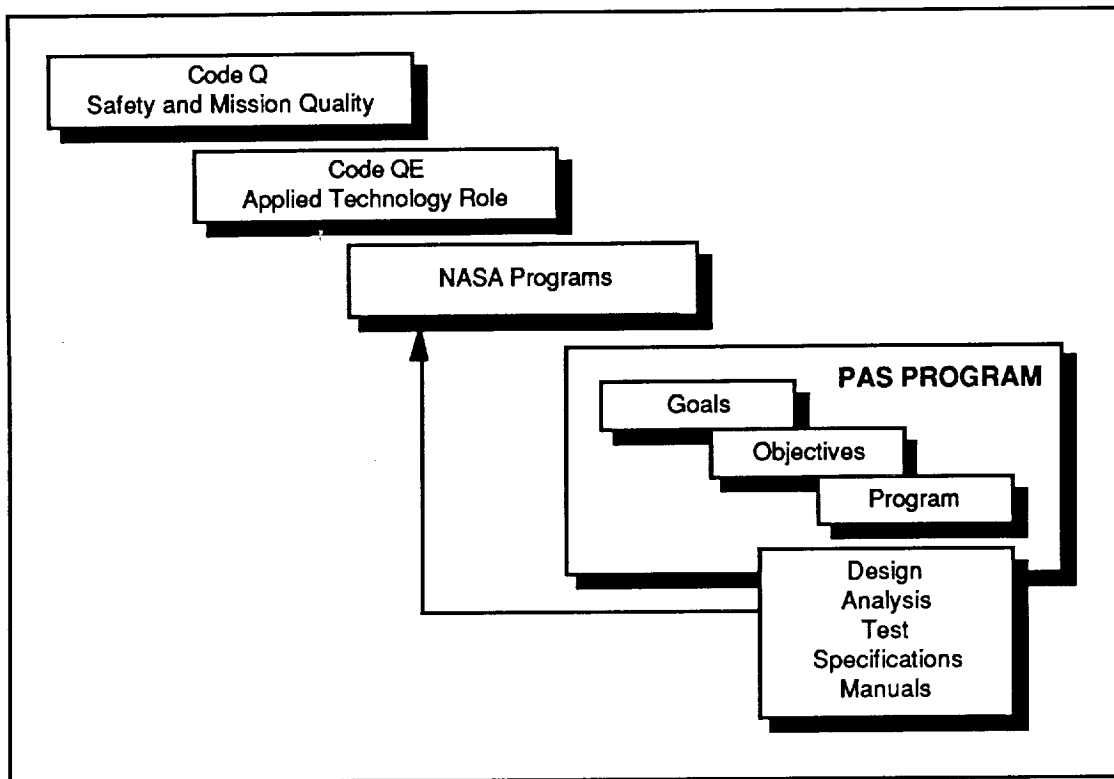 Code Q
Safety and Mission Quality
Code QE
Applied Technology Role
NASA Programs
PAS PROGRAM
Goals
Objectives
Program
Design
Analysis
Test
Specifications
Manuals